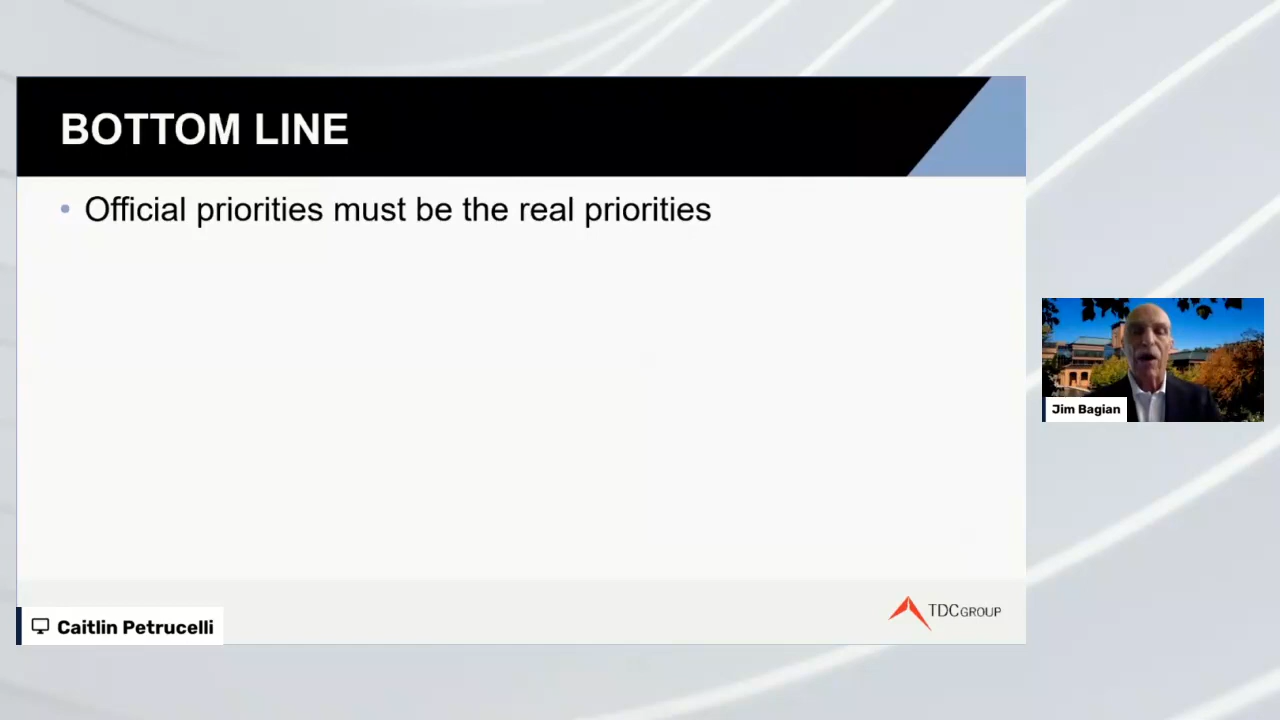 BOTTOM LINE
• Official priorities must be the real priorities
Jim Bagian
TDCGROUP
Caitlin Petrucelli